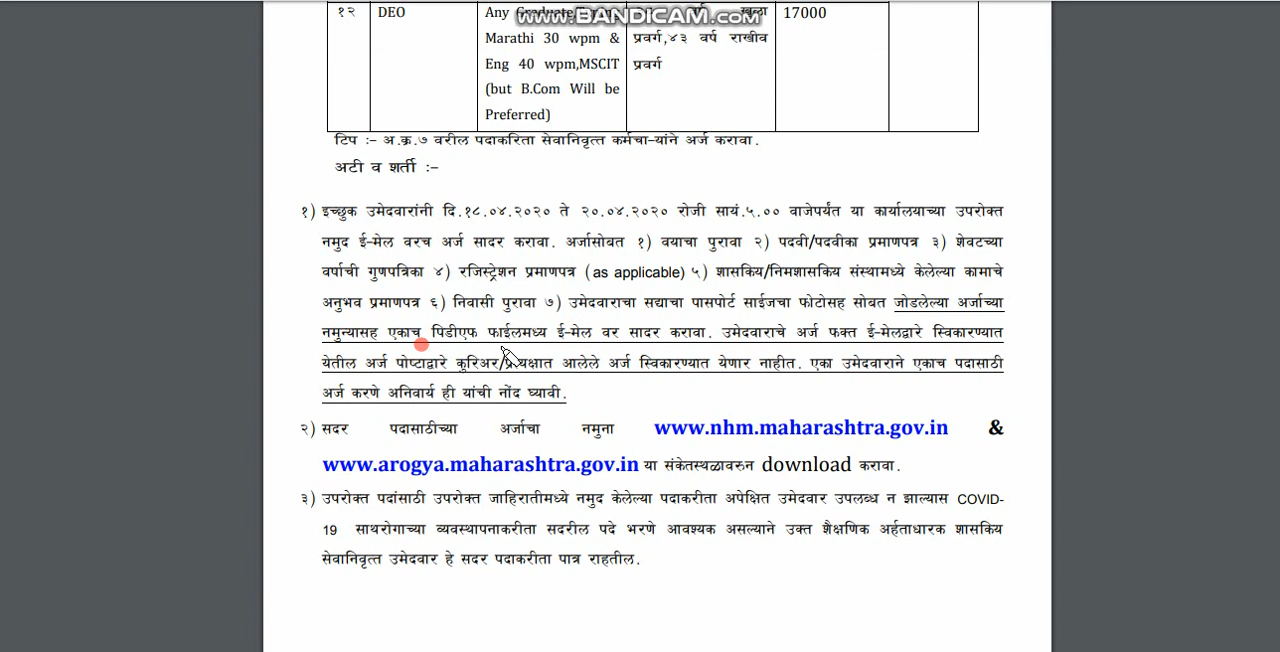 www.BANDICAM.com
१२ DEO Any Graduate 17000
Marathi 30 wpm & प्रवर्ग,४३ वर्ष राखीव
Eng 40 wpm,MSCIT प्रवर्ग
(but B.Com Will be
Preferred)
टिप :- अ.क्र.७ वरील पदाकरिता सेवानिवृत्त कर्मचा-यांने अर्ज करावा.
अटी व शर्ती :-
१) इच्छुक उमेदवारांनी दि.१८.०४.२०२० ते २०.०४.२०२० रोजी सायं.५.०० वाजेपर्यंत या कार्यालयाच्या उपरोक्त
नमुद ई-मेल वरच अर्ज सादर करावा. अर्जासोबत १) वयाचा पुरावा २) पदवी/पदवीका प्रमाणपत्र ३) शेवटच्या
वर्षाची गुणपत्रिका ४) रजिस्ट्रेशन प्रमाणपत्र (as applicable) ५) शासकिय/निमशासकिय संस्थामध्ये केलेल्या कामाचे
अनुभव प्रमाणपत्र ६) निवासी पुरावा ७) उमेदवाराचा सद्याचा पासपोर्ट साईजचा फोटोसह सोबत जोडलेल्या अर्जाच्या
नमुन्यासह एकाच पिडीएफ फाईलमध्य ई-मेल वर सादर करावा. उमेदवाराचे अर्ज फक्त ई-मेलद्वारे स्विकारण्यात
येतील अर्ज पोष्टाद्वारे कुरिअर/प्रत्यक्षात आलेले अर्ज स्विकारण्यात येणार नाहीत. एका उमेदवाराने एकाच पदासाठी
अर्ज करणे अनिवार्य ही यांची नोंद घ्यावी.
२) सदर पदासाठीच्या अर्जाचा नमुना www.nhm.maharashtra.gov.in &
www.arogya.maharashtra.gov.in या संकेतस्थळावरुन download करावा.
३) उपरोक्त पदांसाठी उपरोक्त जाहिरातीमध्ये नमुद केलेल्या पदाकरीता अपेक्षित उमेदवार उपलब्ध न झाल्यास COVID-
19 साथरोगाच्या व्यवस्थापनाकरीता सदरील पदे भरणे आवश्यक असल्याने उक्त शैक्षणिक अर्हताधारक शासकिय
सेवानिवृत्त उमेदवार हे सदर पदाकरीता पात्र राहतील.